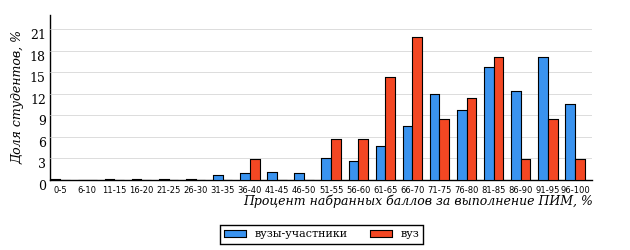 Доля студентов, %
21
18
15
12
9
6
3
0
0-5 6-10 11-15 16-20 21-25 26-30 31-35 36-40 41-45 46-50 51-55 56-60 61-65 66-70 71-75 76-80 81-85 86-90 91-95 96-100
Процент набранных баллов за выполнение ПИМ, %
вузы-участники вуз